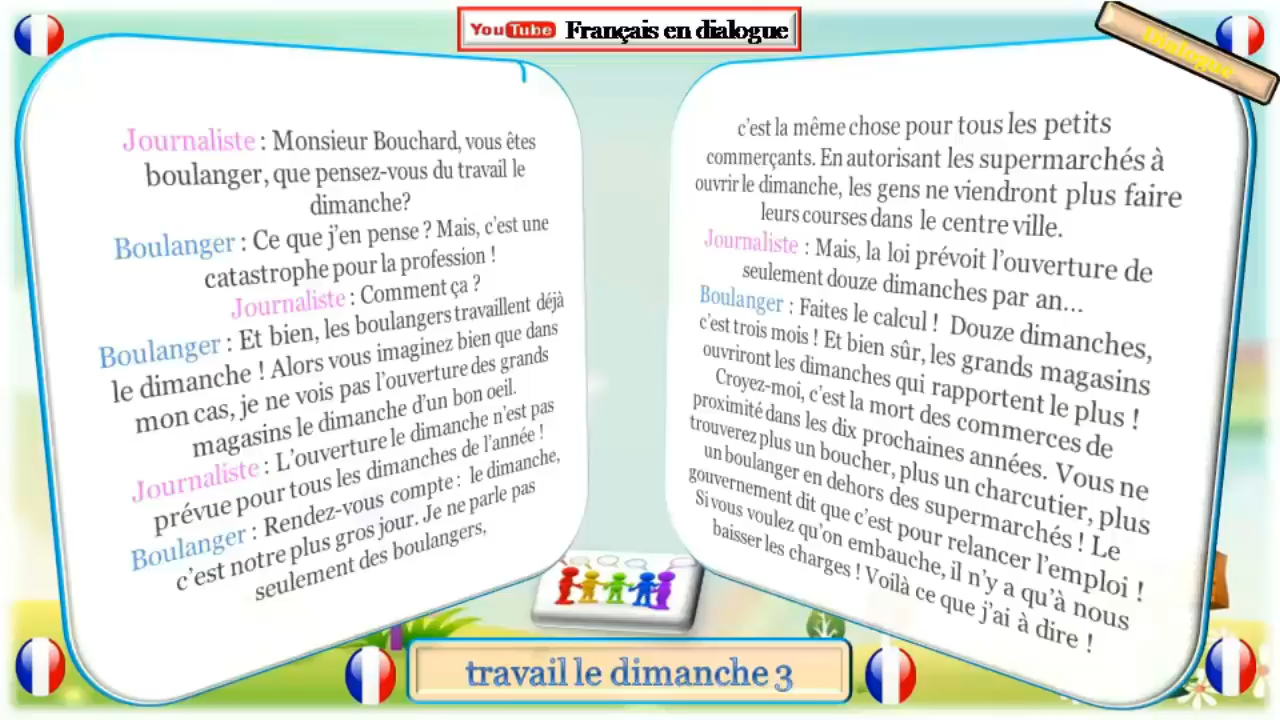 YouTube Français en dialogue
Dialogue
Journaliste : Monsieur Bouchard, vous êtes
boulanger, que pensez-vous du travail le
dimanche?
Boulanger : Ce que j'en pense ? Mais, c'est une
catastrophe pour la profession !
Journaliste : Comment ça ?
Boulanger : Et bien, les boulangers travaillent déjà
le dimanche ! Alors vous imaginez bien que dans
mon cas, je ne vois pas l'ouverture des grands
magasins le dimanche d'un bon oeil.
Journaliste : L'ouverture le dimanche n'est pas
prévue pour tous les dimanches de l'année !
Boulanger : Rendez-vous compte : le dimanche,
c'est notre plus gros jour. Je ne parle pas
seulement des boulangers,
c'est la même chose pour tous les petits
commerçants. En autorisant les supermarchés à
ouvrir le dimanche, les gens ne viendront plus faire
leurs courses dans le centre ville.
Journaliste : Mais, la loi prévoit l'ouverture de
seulement douze dimanches par an...
Boulanger : Faites le calcul ! Douze dimanches,
c'est trois mois ! Et bien sûr, les grands magasins
ouvriront les dimanches qui rapportent le plus !
Croyez-moi, c'est la mort des commerces de
proximité dans les dix prochaines années. Vous ne
trouverez plus un boucher, plus un charcutier, plus
un boulanger en dehors des supermarchés ! Le
gouvernement dit que c'est pour relancer l'emploi !
Si vous voulez qu'on embauche, il n'y a qu'à nous
baisser les charges ! Voilà ce que j'ai à dire !
travail le dimanche 3